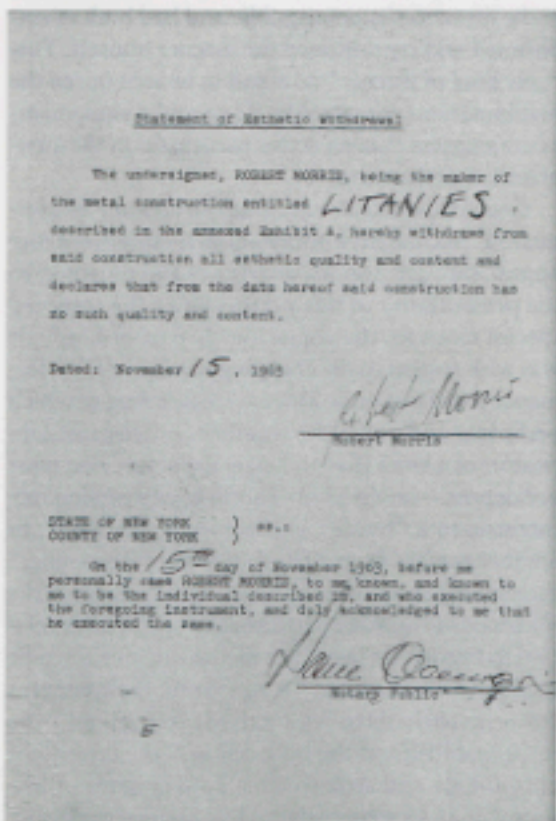 Statement of Esthetic Withdrawal
The undersigned, ROBERT MORRIS, being the maker of
the metal construction entitled LITANIES .
described in the annexed Exhibit A, hereby withdraws from
said construction all esthetic quality and content and
declares that from the date hereof said construction has
no such quality and content.
Dated: November 15, 1963
Robert Morris
Robert Morris
STATE OF NEW YORK } ss.:
COUNTY OF NEW YORK }
On the 15th day of November 1963, before me
personally came ROBERT MORRIS, to me known, and known to
me to be the individual described in, and who executed
the foregoing instrument, and duly acknowledged to me that
he executed the same.
Notary Public